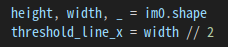 height, width, _ = im0.shape
threshold_line_x = width // 2